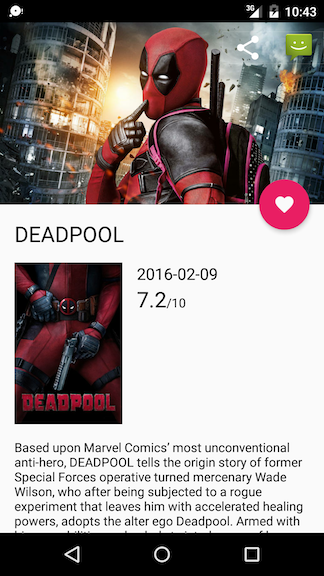 3G 10:43
DEADPOOL
2016-02-09
7.2/10
DEADPOOL
Based upon Marvel Comics’ most unconventional
anti-hero, DEADPOOL tells the origin story of former
Special Forces operative turned mercenary Wade
Wilson, who after being subjected to a rogue
experiment that leaves him with accelerated healing
powers, adopts the alter ego Deadpool. Armed with